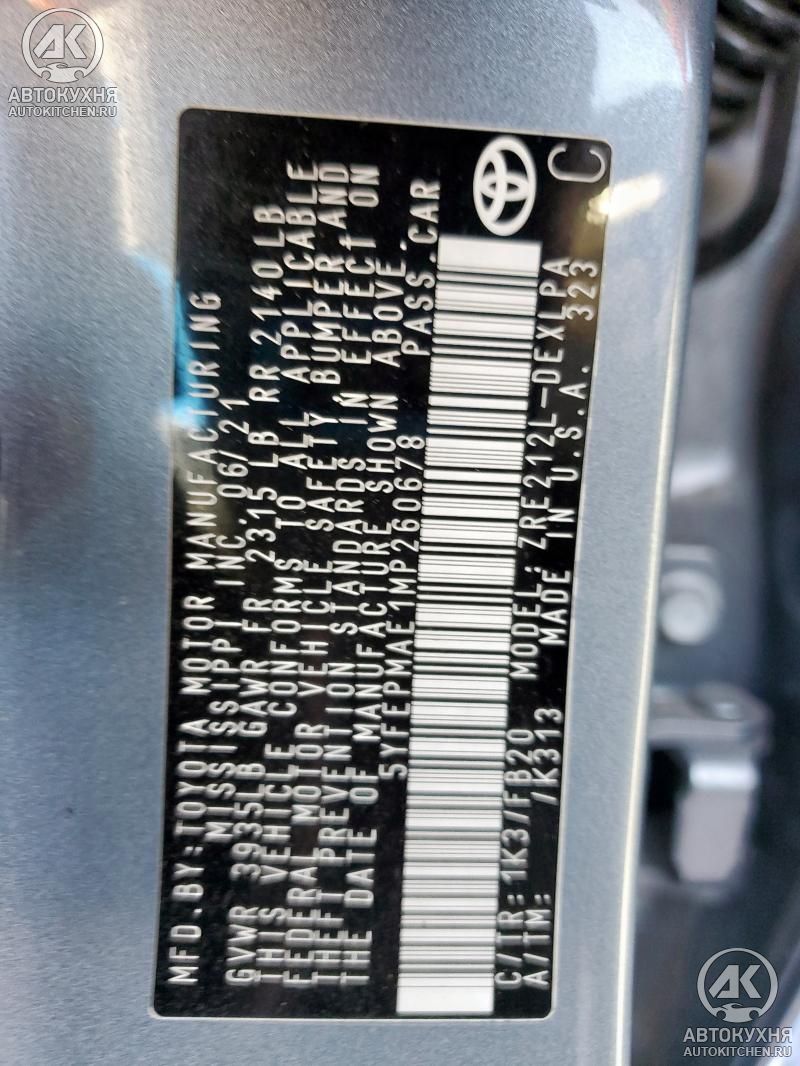 АВТОКУХНЯ
AUTOKITCHEN.RU
MFD.BY:TOYOTA MOTOR MANUFACTURING
MISSISSIPPI INC. 06/21
GVWR 3935LB GAWR FR 2315 LB RR 2140LB
THIS VEHICLE CONFORMS TO ALL APPLICABLE
FEDERAL MOTOR VEHICLE SAFETY BUMPER AND
THEFT PREVENTION STANDARDS IN EFFECT ON
THE DATE OF MANUFACTURE SHOWN ABOVE.
5YFEPMAE1MP260678 PASS.CAR
C/TR: 1K3/FB20 MODEL: ZRE212L-DEXLPA
A/TM: /K313 MADE IN U.S.A. 323
C
АВТОКУХНЯ
AUTOKITCHEN.RU